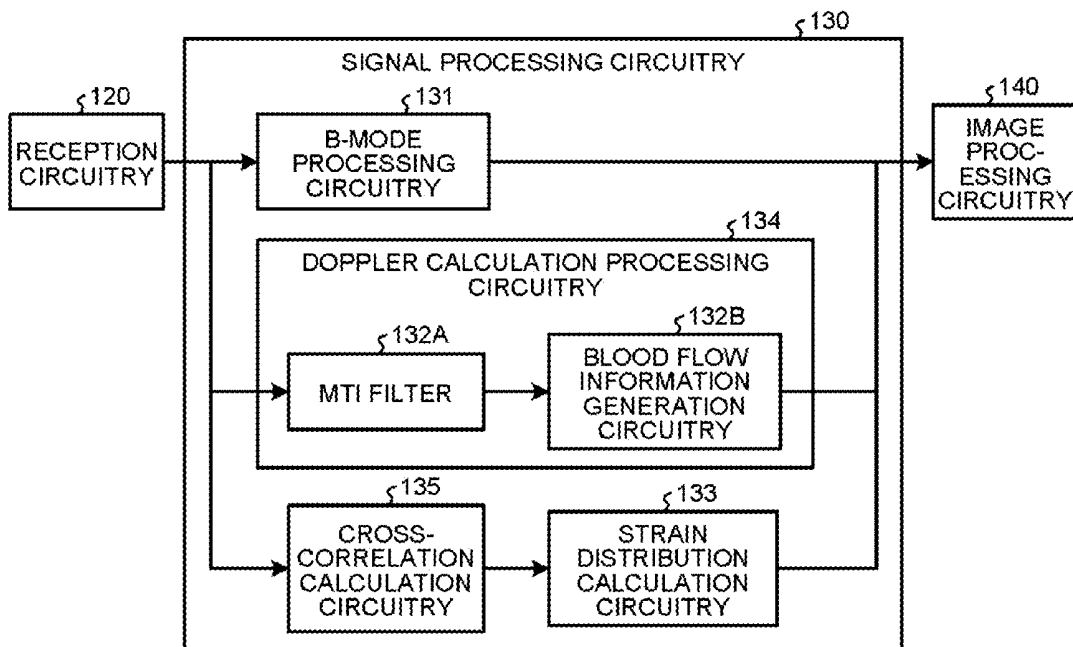 130
SIGNAL PROCESSING CIRCUITRY
120
RECEPTION
CIRCUITRY
131
B-MODE
PROCESSING
CIRCUITRY
140
IMAGE
PROC-
ESSING
CIRCUITRY
134
DOPPLER CALCULATION PROCESSING
CIRCUITRY
132A
MTI FILTER
132B
BLOOD FLOW
INFORMATION
GENERATION
CIRCUITRY
135
CROSS-
CORRELATION
CALCULATION
CIRCUITRY
133
STRAIN
DISTRIBUTION
CALCULATION
CIRCUITRY